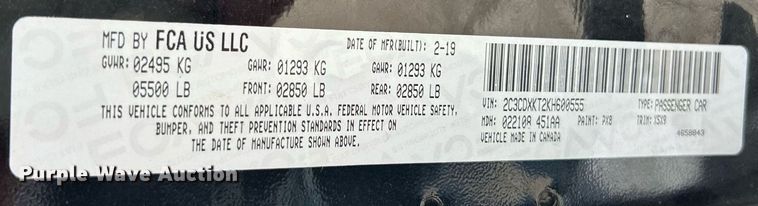 MFD BY FCA US LLC DATE OF MFR(BUILT): 2-19
GVWR: 02495 KG GAWR: 01293 KG GAWR: 01293 KG
05500 LB FRONT: 02850 LB REAR: 02850 LB
THIS VEHICLE CONFORMS TO ALL APPLICABLE U.S.A. FEDERAL MOTOR VEHICLE SAFETY,
BUMPER, AND THEFT PREVENTION STANDARDS IN EFFECT ON
THE DATE OF MANUFACTURE SHOWN ABOVE.
VIN: 2C3CDXKT2KH600555 TYPE: PASSENGER CAR
MDH: 022108 451AA PAINT: PX8 TRIM: YSX9
VEHICLE MADE IN CANADA 4658843
Purple Wave Auction